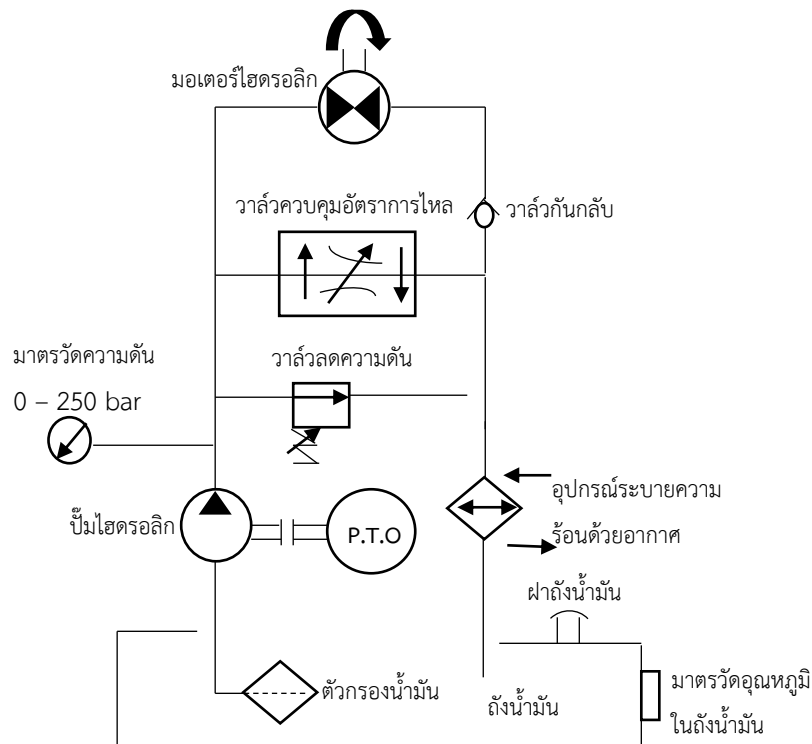 มอเตอร์ไฮดรอลิก
วาล์วควบคุมอัตราการไหล
วาล์วกันกลับ
มาตรวัดความดัน
0 – 250 bar
วาล์วลดความดัน
ปั๊มไฮดรอลิก
P.T.O
อุปกรณ์ระบายความ
ร้อนด้วยอากาศ
ฝาถังน้ำมัน
ตัวกรองน้ำมัน
ถังน้ำมัน
มาตรวัดอุณหภูมิ
ในถังน้ำมัน